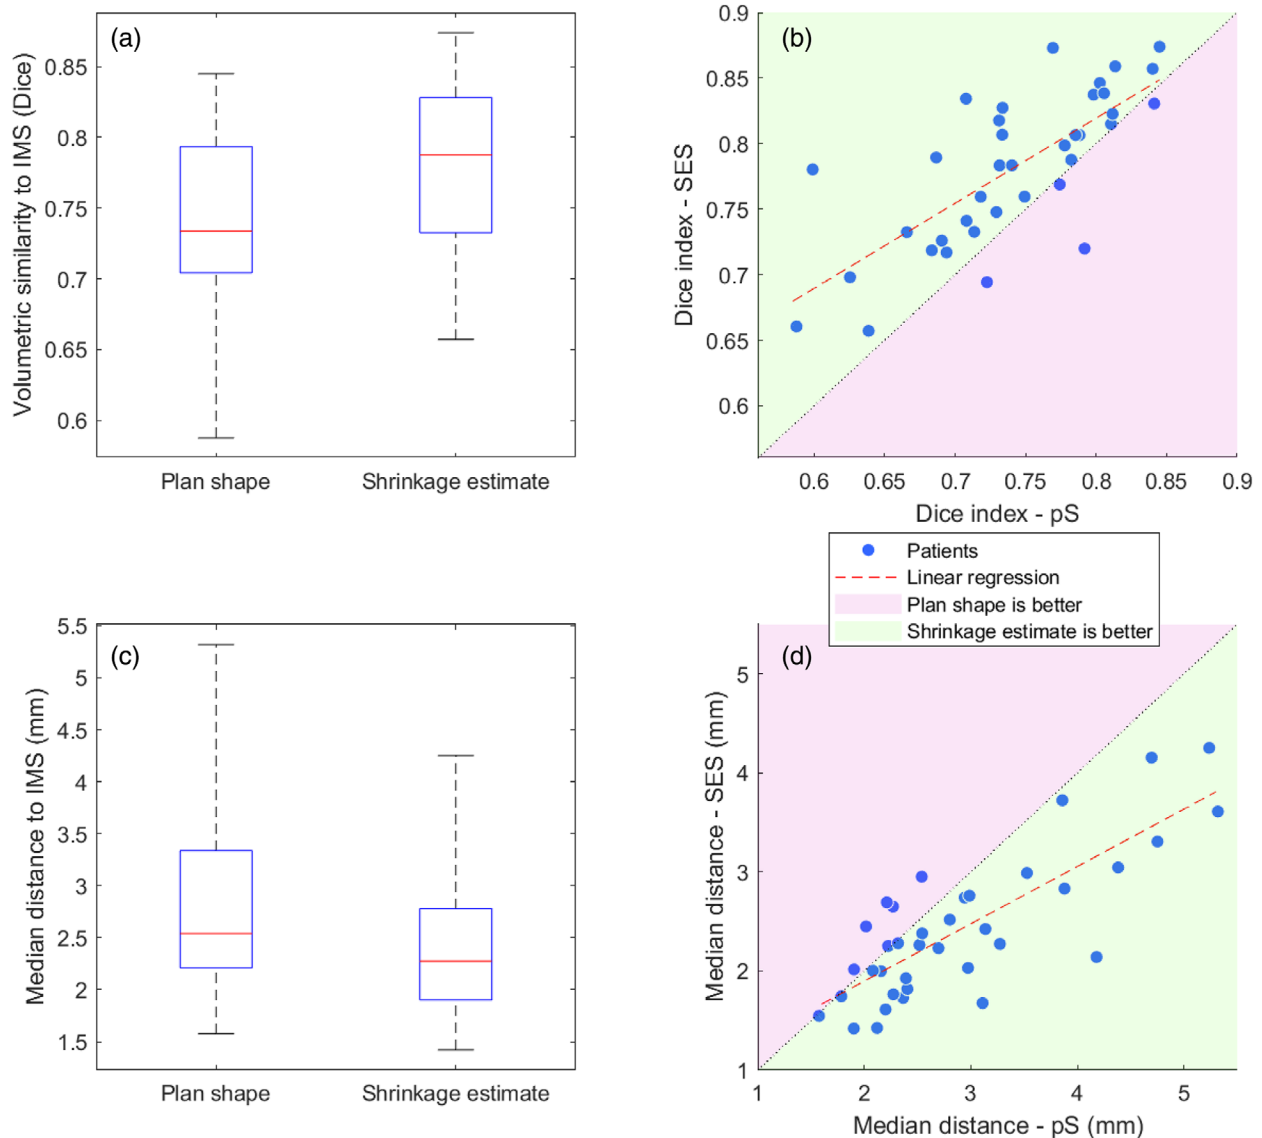 (a)
Volumetric similarity to IMS (Dice)
0.85
0.8
0.75
0.7
0.65
0.6
Plan shape
Shrinkage estimate
(b)
Dice index - SES
0.9
0.85
0.8
0.75
0.7
0.65
0.6
0.6 0.65 0.7 0.75 0.8 0.85 0.9
Dice index - pS
Patients
Linear regression
Plan shape is better
Shrinkage estimate is better
(c)
Median distance to IMS (mm)
5.5
5
4.5
4
3.5
3
2.5
2
1.5
Plan shape
Shrinkage estimate
(d)
Median distance - SES (mm)
5
4
3
2
1
1 2 3 4 5
Median distance - pS (mm)